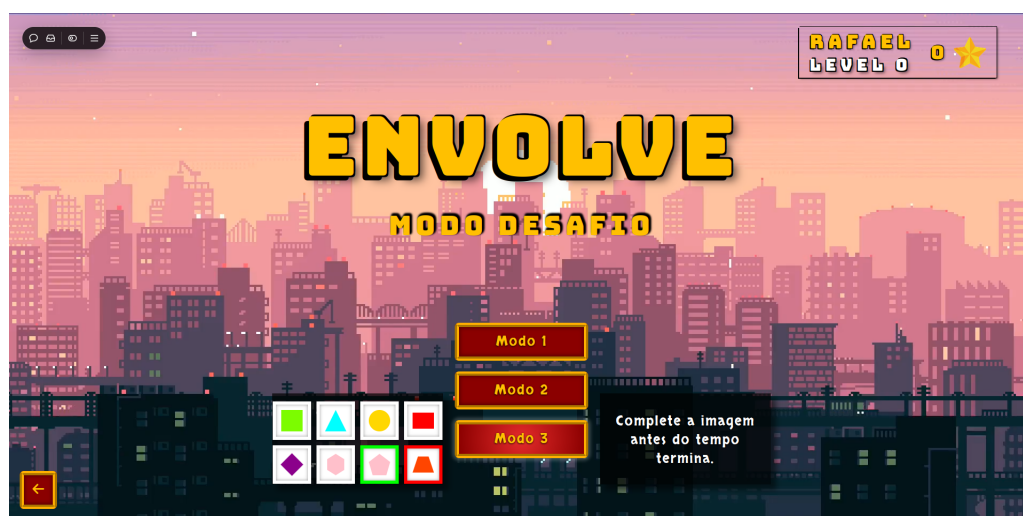 RAFAEL
LEVEL 0
0
ENVOLVE
MODO DESAFIO
Modo 1
Modo 2
Modo 3
Complete a imagem
antes do tempo
termina.